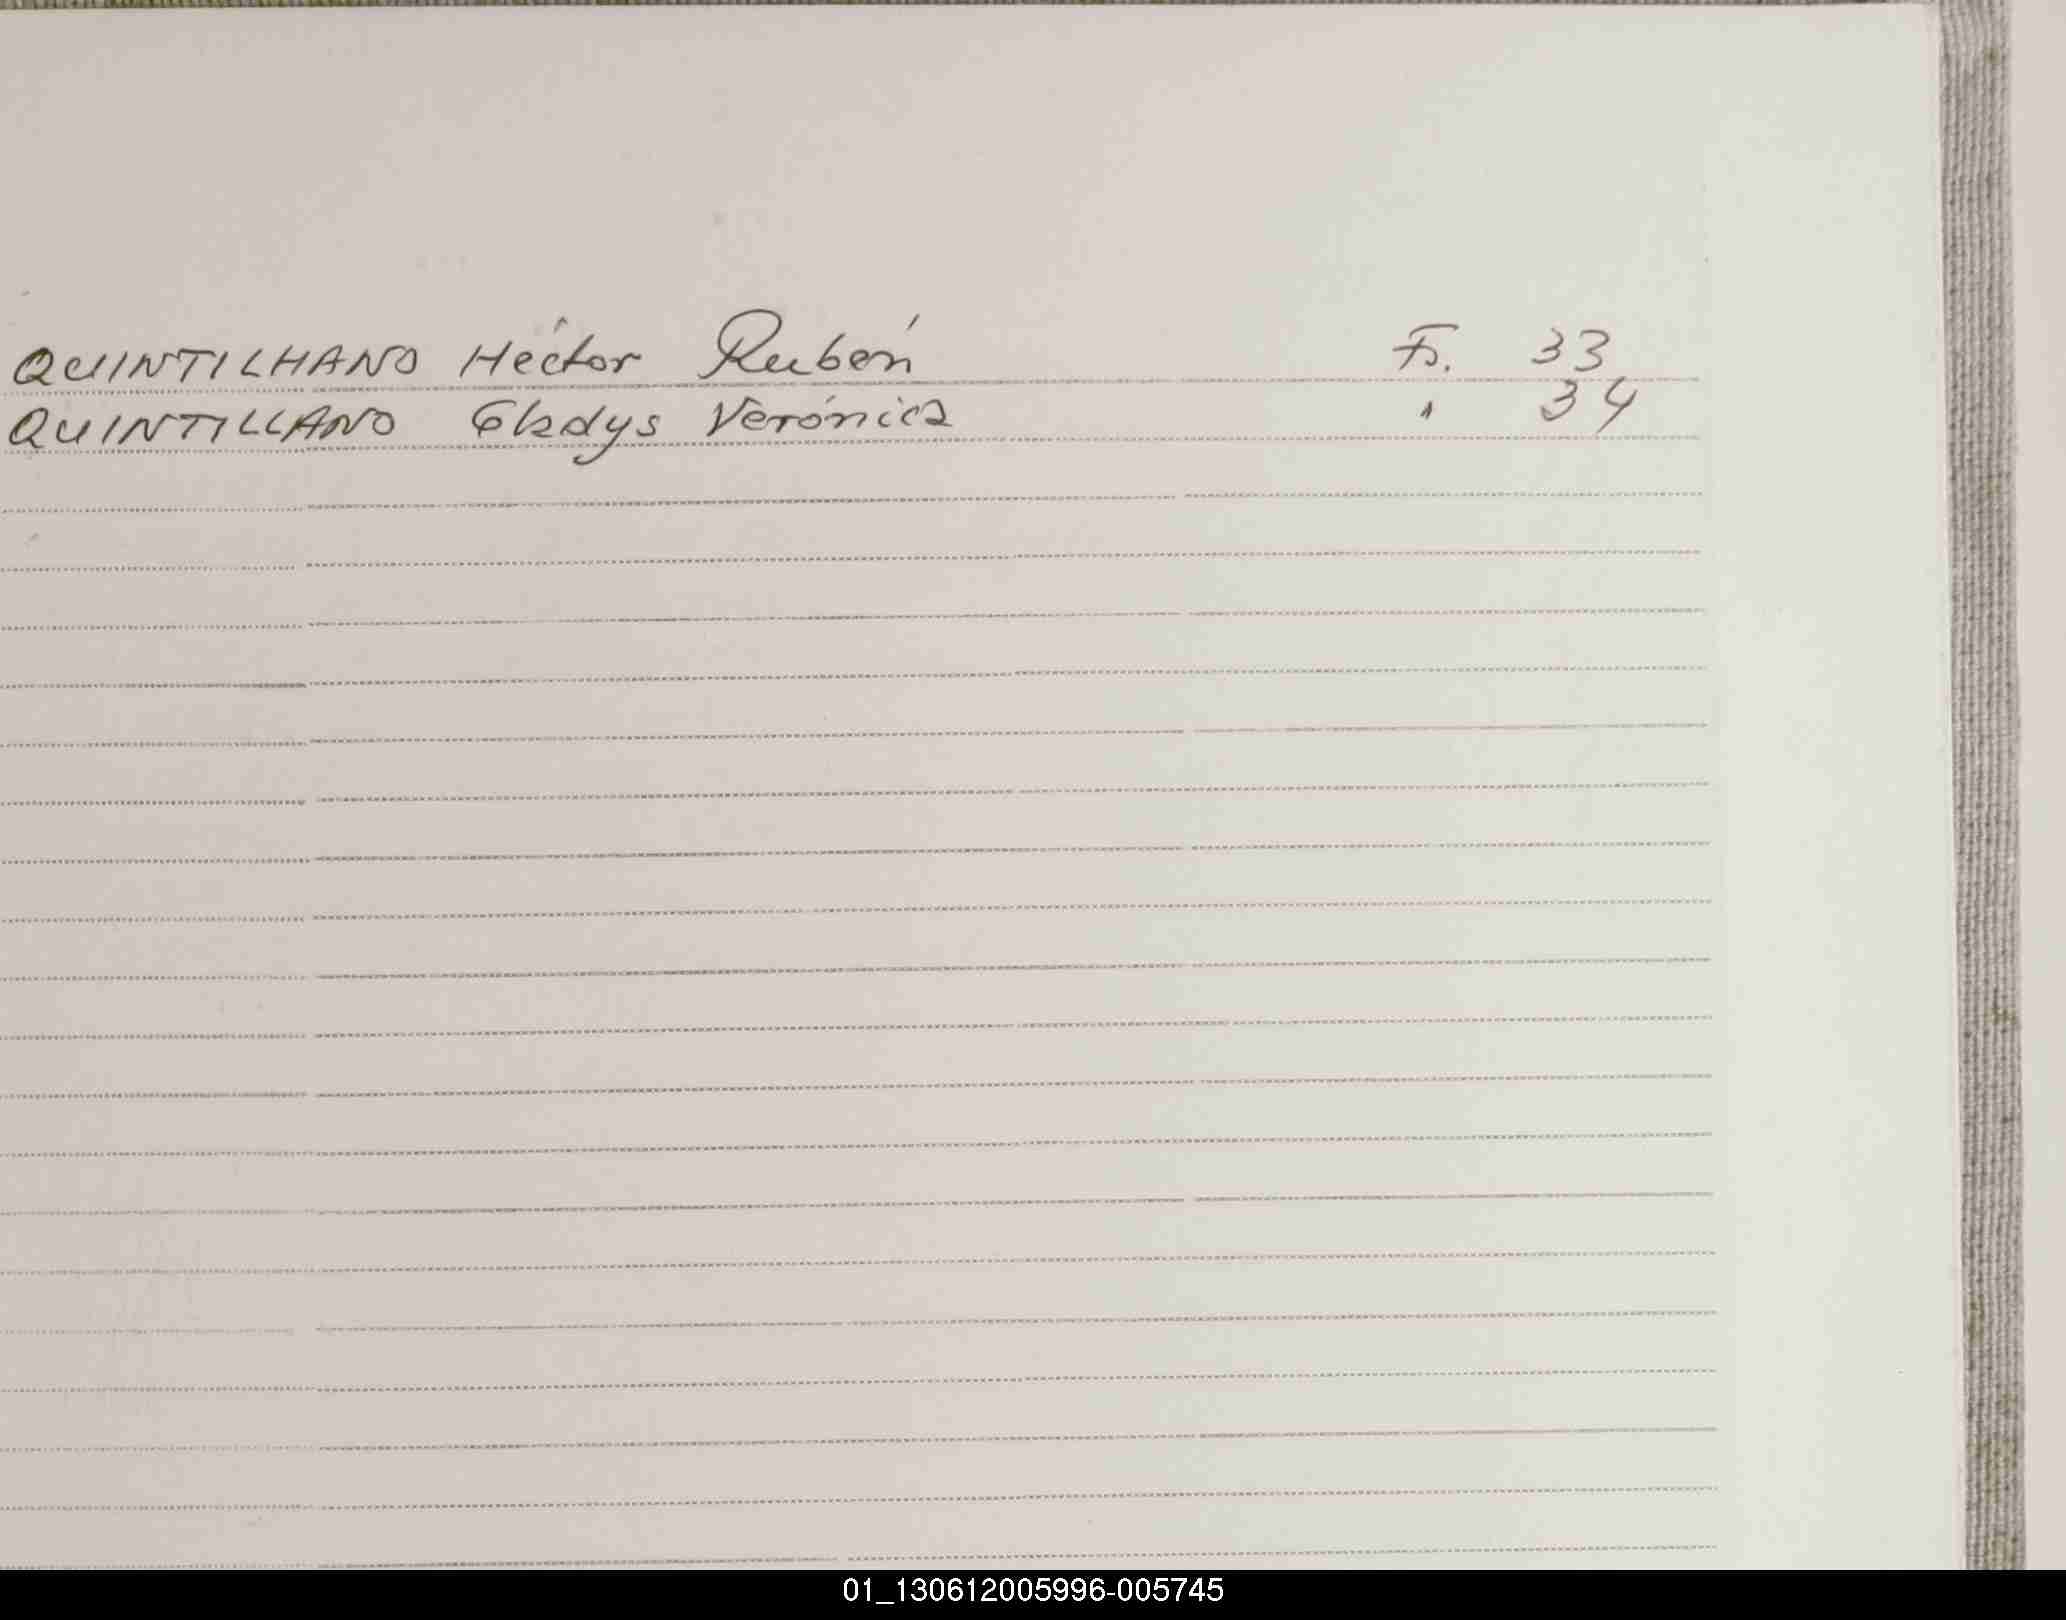 QUINTILHANO Héctor Rubén Fs. 33
QUINTILLANO Gladys Verónica " 34
01_130612005996-005745